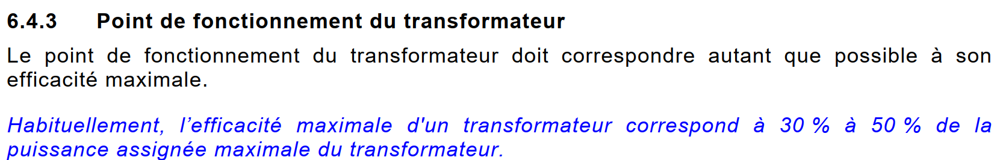 6.4.3 Point de fonctionnement du transformateur
Le point de fonctionnement du transformateur doit correspondre autant que possible à son
efficacité maximale.
Habituellement, l’efficacité maximale d'un transformateur correspond à 30 % à 50 % de la
puissance assignée maximale du transformateur.